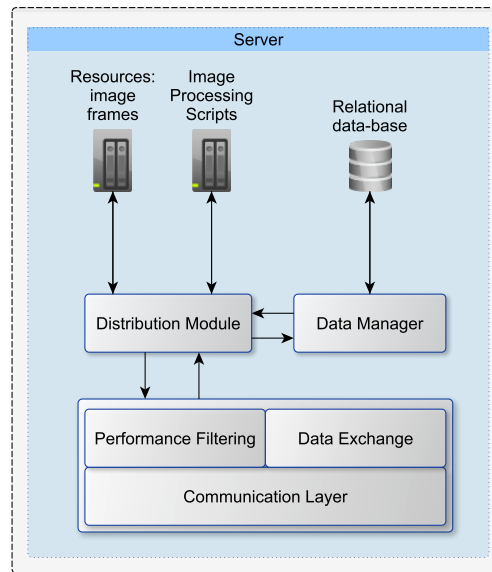 Server
Resources:
image
frames
Image
Processing
Scripts
Relational
data-base
Distribution Module
Data Manager
Performance Filtering
Data Exchange
Communication Layer